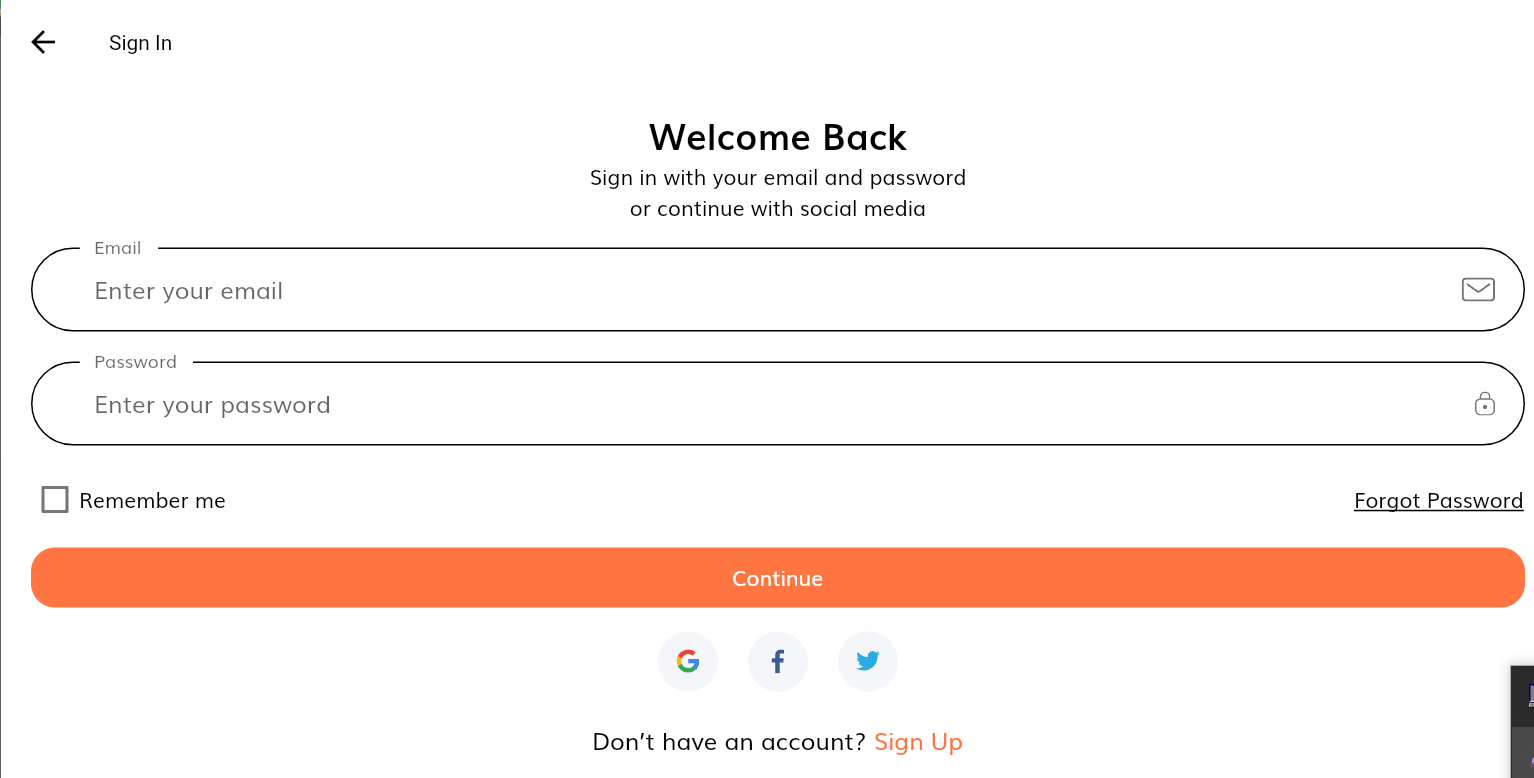 Sign In
Welcome Back
Sign in with your email and password
or continue with social media
Email
Enter your email
Password
Enter your password
Remember me
Forgot Password
Continue
Don't have an account? Sign Up